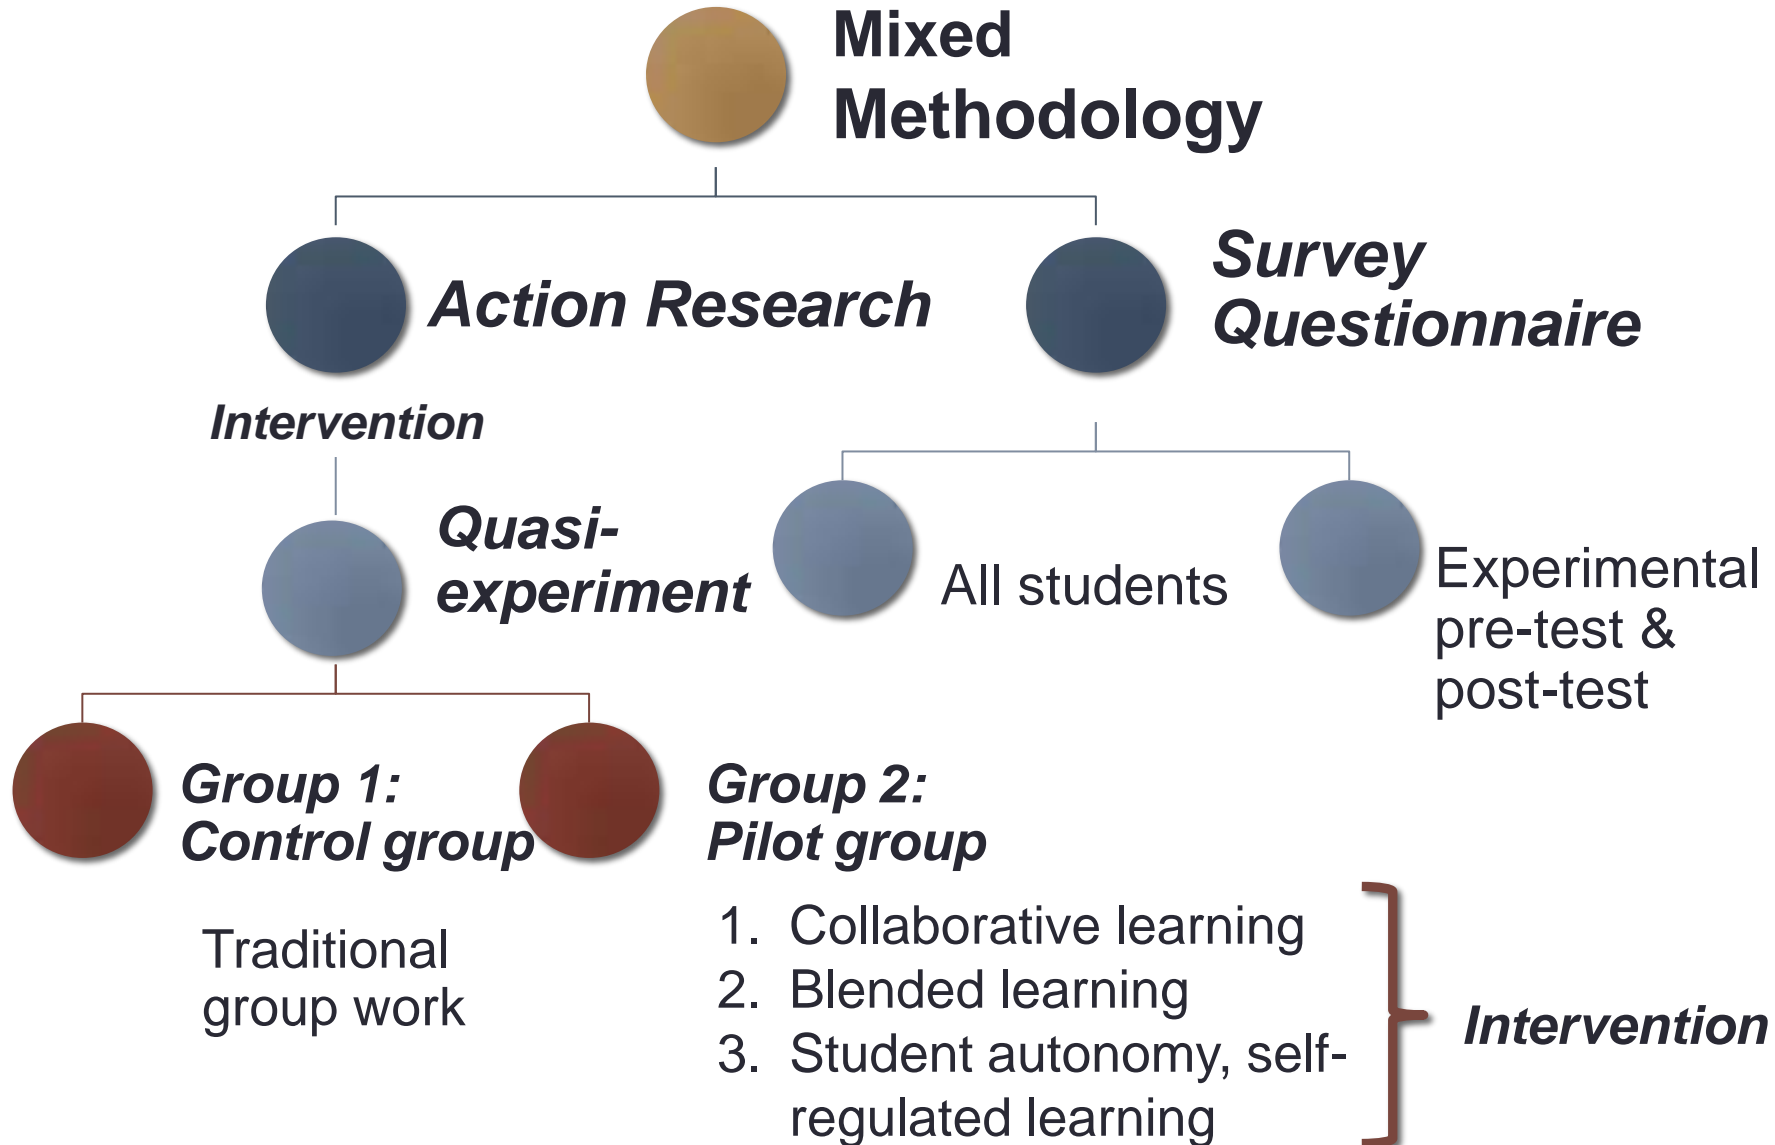 Mixed
Methodology
Action Research
Survey
Questionnaire
Intervention
Quasi-
experiment
All students
Experimental
pre-test &
post-test
Group 1:
Control group
Traditional
group work
Group 2:
Pilot group
1. Collaborative learning
2. Blended learning
3. Student autonomy, self-
regulated learning
Intervention